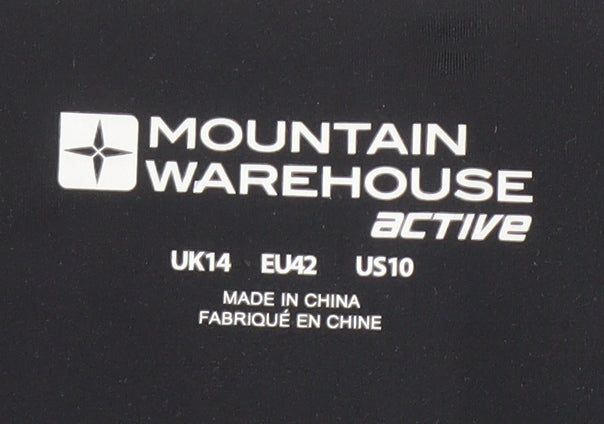 MOUNTAIN
WAREHOUSE
active
UK14 EU42 US10
MADE IN CHINA
FABRIQUÉ EN CHINE